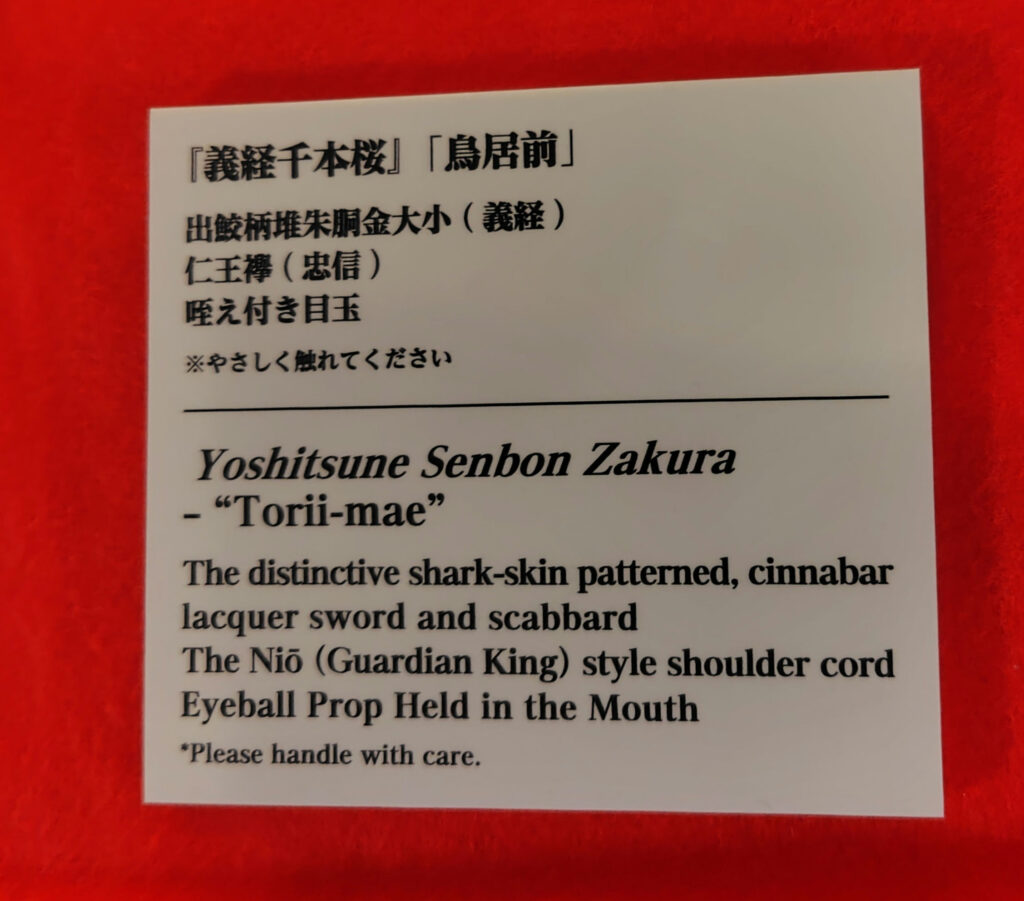 『義経千本桜』「鳥居前」
出鮫柄堆朱胴金大小(義経)
仁王襷(忠信)
咥え付き目玉
※やさしく触れてください
Yoshitsune Senbon Zakura
– “Torii-mae”
The distinctive shark-skin patterned, cinnabar
lacquer sword and scabbard
The Niō (Guardian King) style shoulder cord
Eyeball Prop Held in the Mouth
*Please handle with care.